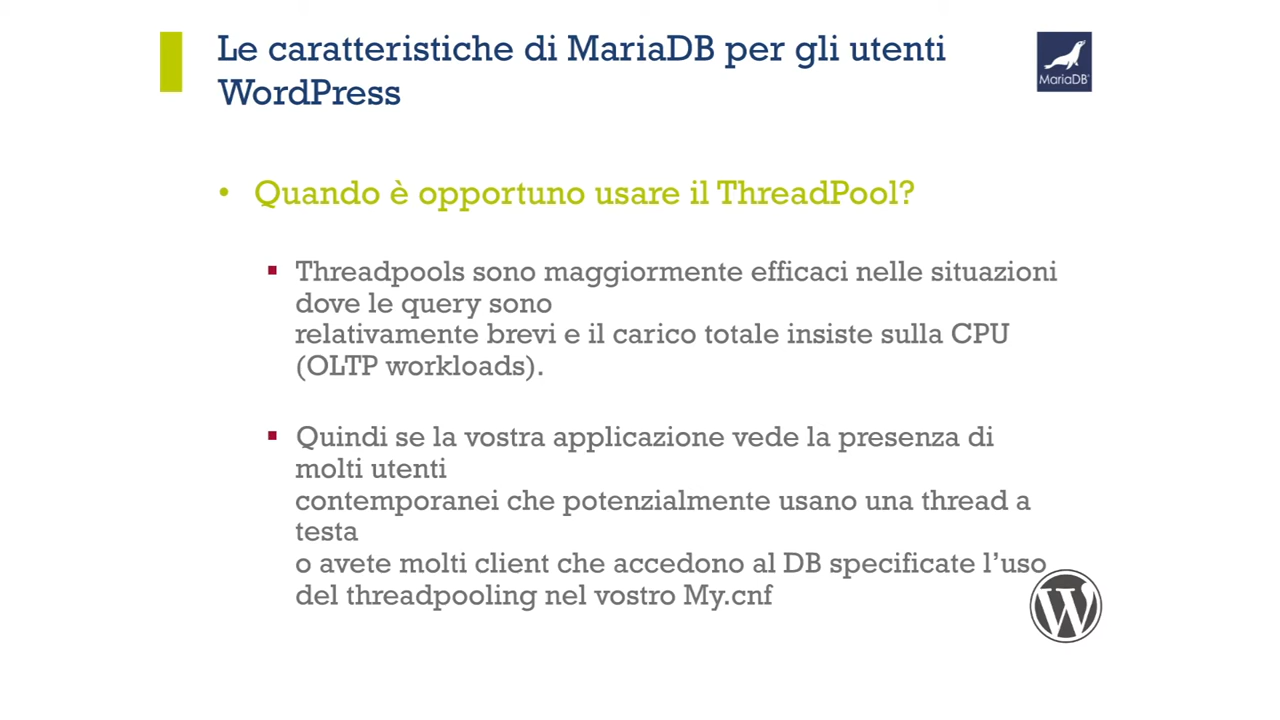 Le caratteristiche di MariaDB per gli utenti
WordPress
MariaDB
• Quando è opportuno usare il ThreadPool?
▪ Threadpools sono maggiormente efficaci nelle situazioni
dove le query sono
relativamente brevi e il carico totale insiste sulla CPU
(OLTP workloads).
▪ Quindi se la vostra applicazione vede la presenza di
molti utenti
contemporanei che potenzialmente usano una thread a
testa
o avete molti client che accedono al DB specificate l’uso
del threadpooling nel vostro My.cnf
W